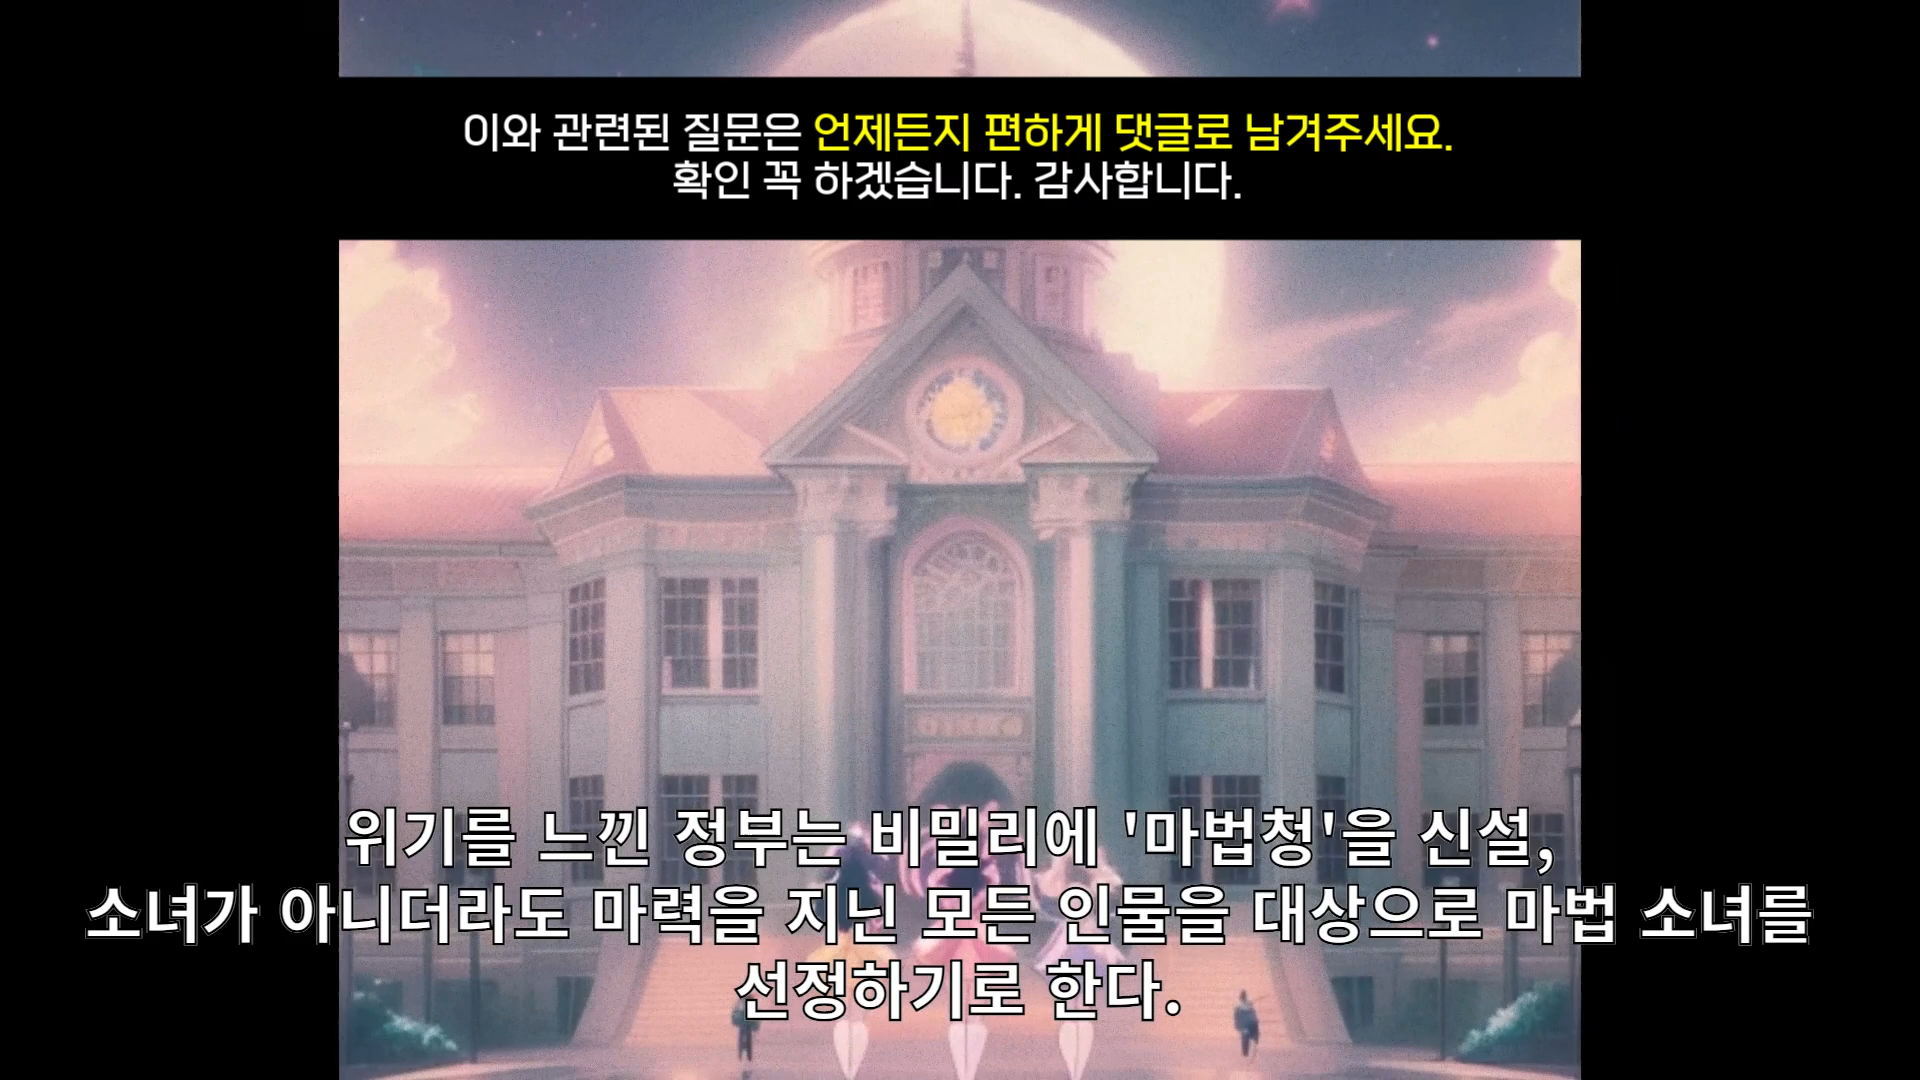 이와 관련된 질문은 언제든지 편하게 댓글로 남겨주세요.
확인 꼭 하겠습니다. 감사합니다.
위기를 느낀 정부는 비밀리에 '마법청'을 신설,
소녀가 아니더라도 마력을 지닌 모든 인물을 대상으로 마법 소녀를
선정하기로 한다.